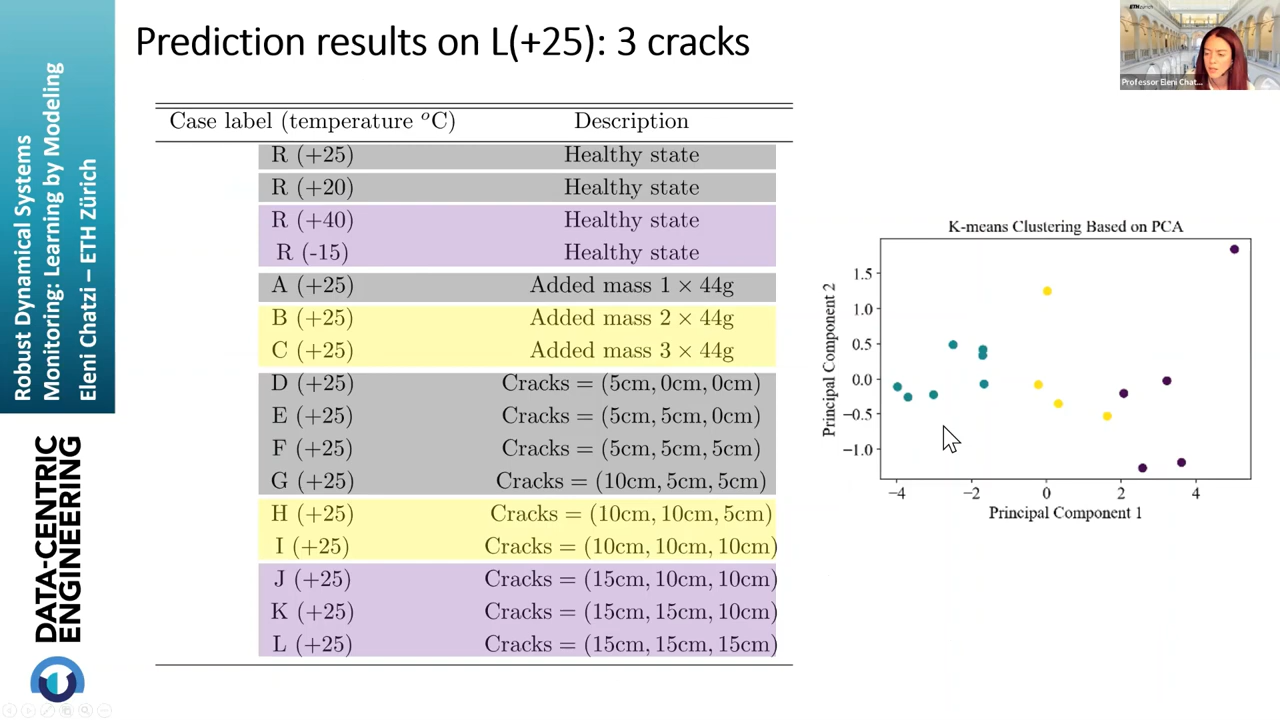 Prediction results on L(+25): 3 cracks
Professor Eleni Chat...
Robust Dynamical Systems
Monitoring: Learning by Modeling
Eleni Chatzi – ETH Zürich
DATA-CENTRIC
ENGINEERING
Case label (temperature °C) Description
R (+25) Healthy state
R (+20) Healthy state
R (+40) Healthy state
R (-15) Healthy state
A (+25) Added mass 1 × 44g
B (+25) Added mass 2 × 44g
C (+25) Added mass 3 × 44g
D (+25) Cracks = (5cm, 0cm, 0cm)
E (+25) Cracks = (5cm, 5cm, 0cm)
F (+25) Cracks = (5cm, 5cm, 5cm)
G (+25) Cracks = (10cm, 5cm, 5cm)
H (+25) Cracks = (10cm, 10cm, 5cm)
I (+25) Cracks = (10cm, 10cm, 10cm)
J (+25) Cracks = (15cm, 10cm, 10cm)
K (+25) Cracks = (15cm, 15cm, 10cm)
L (+25) Cracks = (15cm, 15cm, 15cm)
K-means Clustering Based on PCA
Principal Component 2
1.5
1.0
0.5
0.0
−0.5
−1.0
−4 −2 0 2 4
Principal Component 1